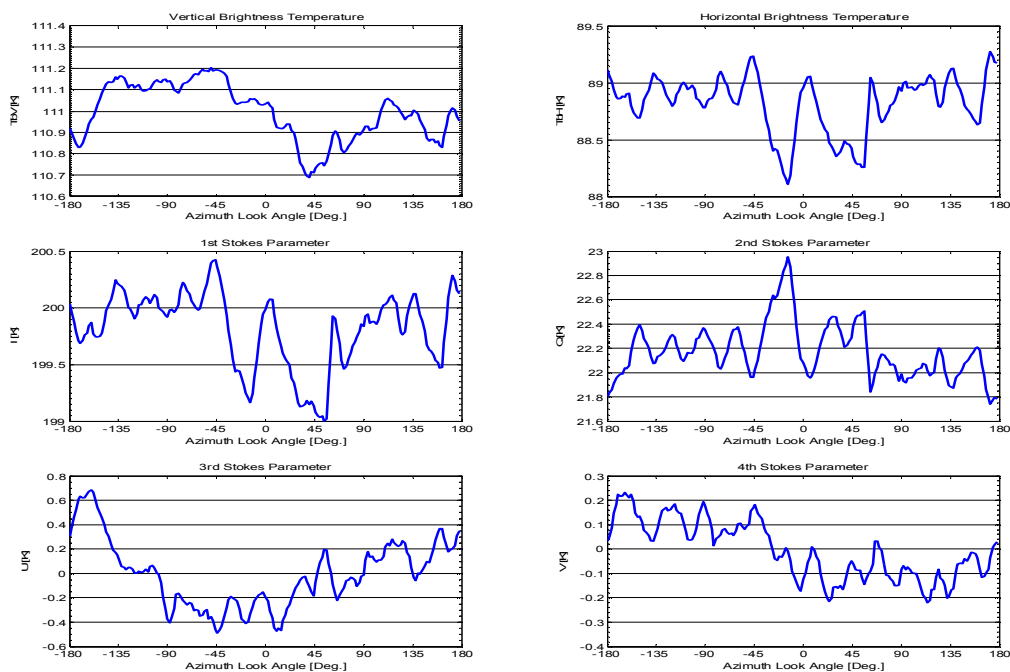 Vertical Brightness Temperature
111.4
111.3
111.2
111.1
111
110.9
110.8
110.7
110.6
-180 -135 -90 -45 0 45 90 135 180
Azimuth Look Angle [Deg.]
TbV[K]
Horizontal Brightness Temperature
89.5
89
88.5
88
-180 -135 -90 -45 0 45 90 135 180
Azimuth Look Angle [Deg.]
TbH[K]
1st Stokes Parameter
200.5
200
199.5
199
-180 -135 -90 -45 0 45 90 135 180
Azimuth Look Angle [Deg.]
I [K]
2nd Stokes Parameter
23
22.8
22.6
22.4
22.2
22
21.8
21.6
-180 -135 -90 -45 0 45 90 135 180
Azimuth Look Angle [Deg.]
Q[K]
3rd Stokes Parameter
0.8
0.6
0.4
0.2
0
-0.2
-0.4
-0.6
-180 -135 -90 -45 0 45 90 135 180
Azimuth Look Angle [Deg.]
U[K]
4th Stokes Parameter
0.3
0.2
0.1
0
-0.1
-0.2
-0.3
-0.4
-180 -135 -90 -45 0 45 90 135 180
Azimuth Look Angle [Deg.]
V[K]